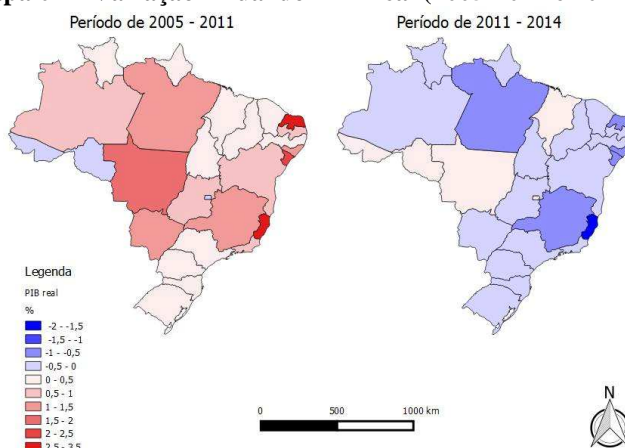 Período de 2005 - 2011
Período de 2011 - 2014
Legenda
PIB real
%
-2 - -1,5
-1,5 - -1
-1 - -0,5
-0,5 - 0
0 - 0,5
0,5 - 1
1 - 1,5
1,5 - 2
2 - 2,5
2,5 - 3,5
0 500 1000 km
N